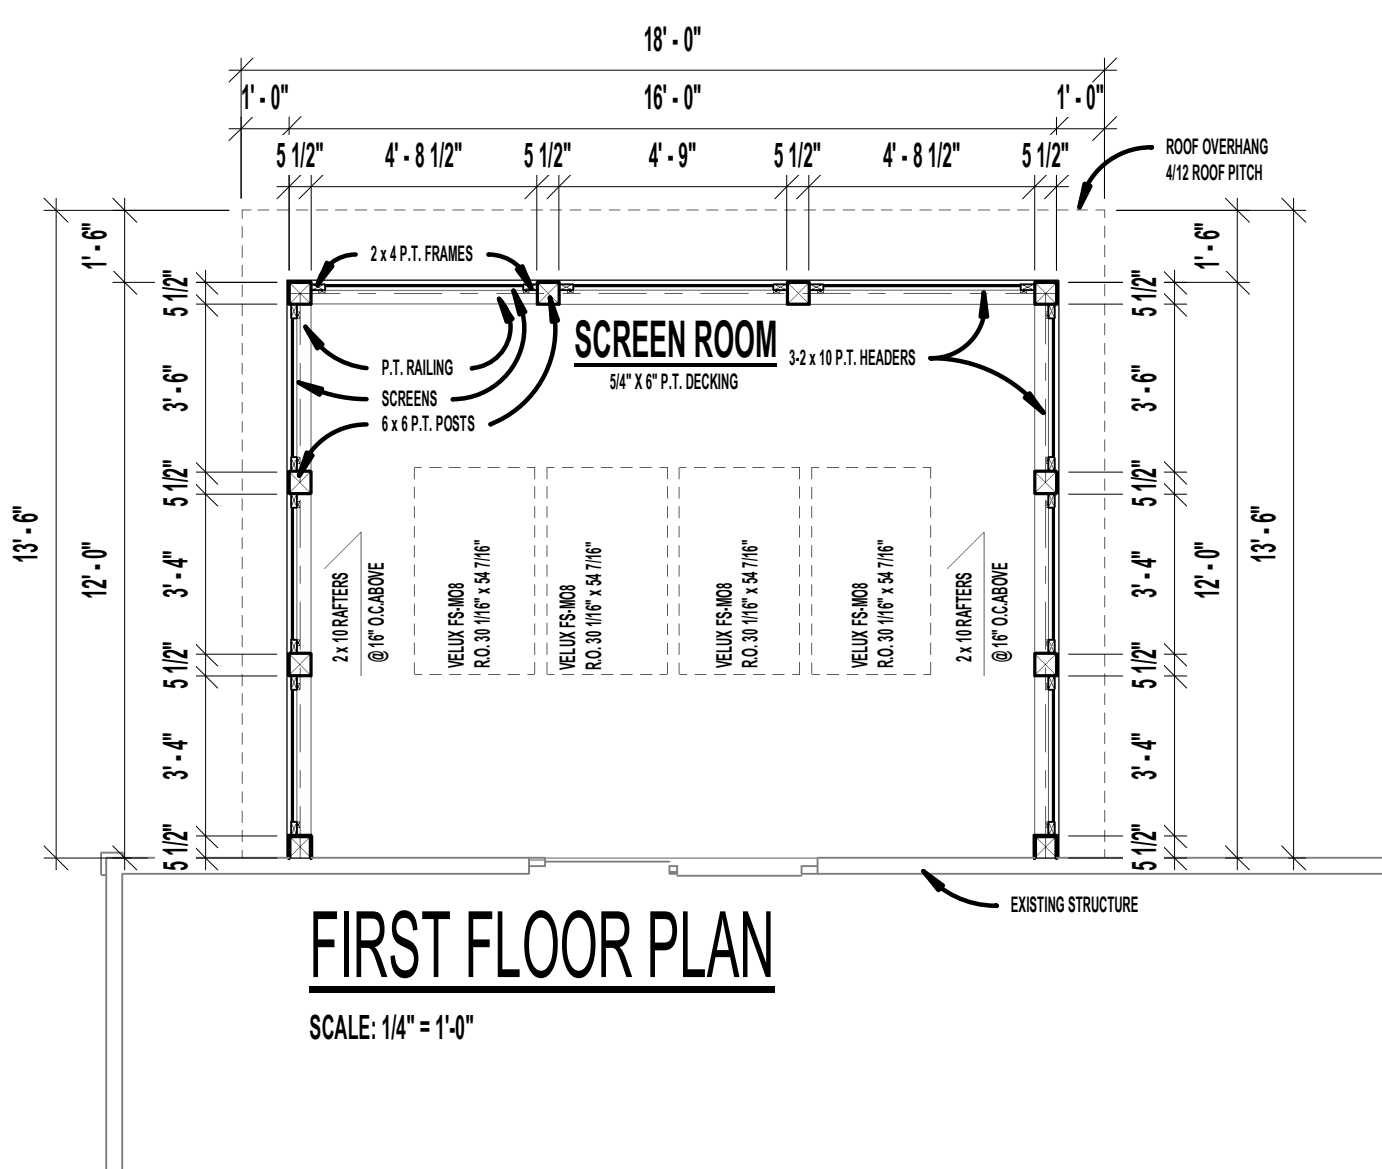 18' - 0"
1' - 0"
16' - 0"
1' - 0"
5 1/2"
4' - 8 1/2"
5 1/2"
4' - 9"
5 1/2"
4' - 8 1/2"
5 1/2"
ROOF OVERHANG
4/12 ROOF PITCH
1' - 6"
1' - 6"
2 x 4 P.T. FRAMES
5 1/2"
5 1/2"
SCREEN ROOM
5/4" X 6" P.T. DECKING
3-2 x 10 P.T. HEADERS
P.T. RAILING
SCREENS
6 x 6 P.T. POSTS
3' - 6"
3' - 6"
5 1/2"
5 1/2"
13' - 6"
12' - 0"
3' - 4"
2 x 10 RAFTERS
@ 16" O.C.ABOVE
VELUX FS-MO8
R.O. 30 1/16" x 54 7/16"
VELUX FS-MO8
R.O. 30 1/16" x 54 7/16"
VELUX FS-MO8
R.O. 30 1/16" x 54 7/16"
VELUX FS-MO8
R.O. 30 1/16" x 54 7/16"
2 x 10 RAFTERS
@ 16" O.C.ABOVE
3' - 4"
12' - 0"
13' - 6"
5 1/2"
5 1/2"
3' - 4"
3' - 4"
5 1/2"
5 1/2"
EXISTING STRUCTURE
FIRST FLOOR PLAN
SCALE: 1/4" = 1'-0"